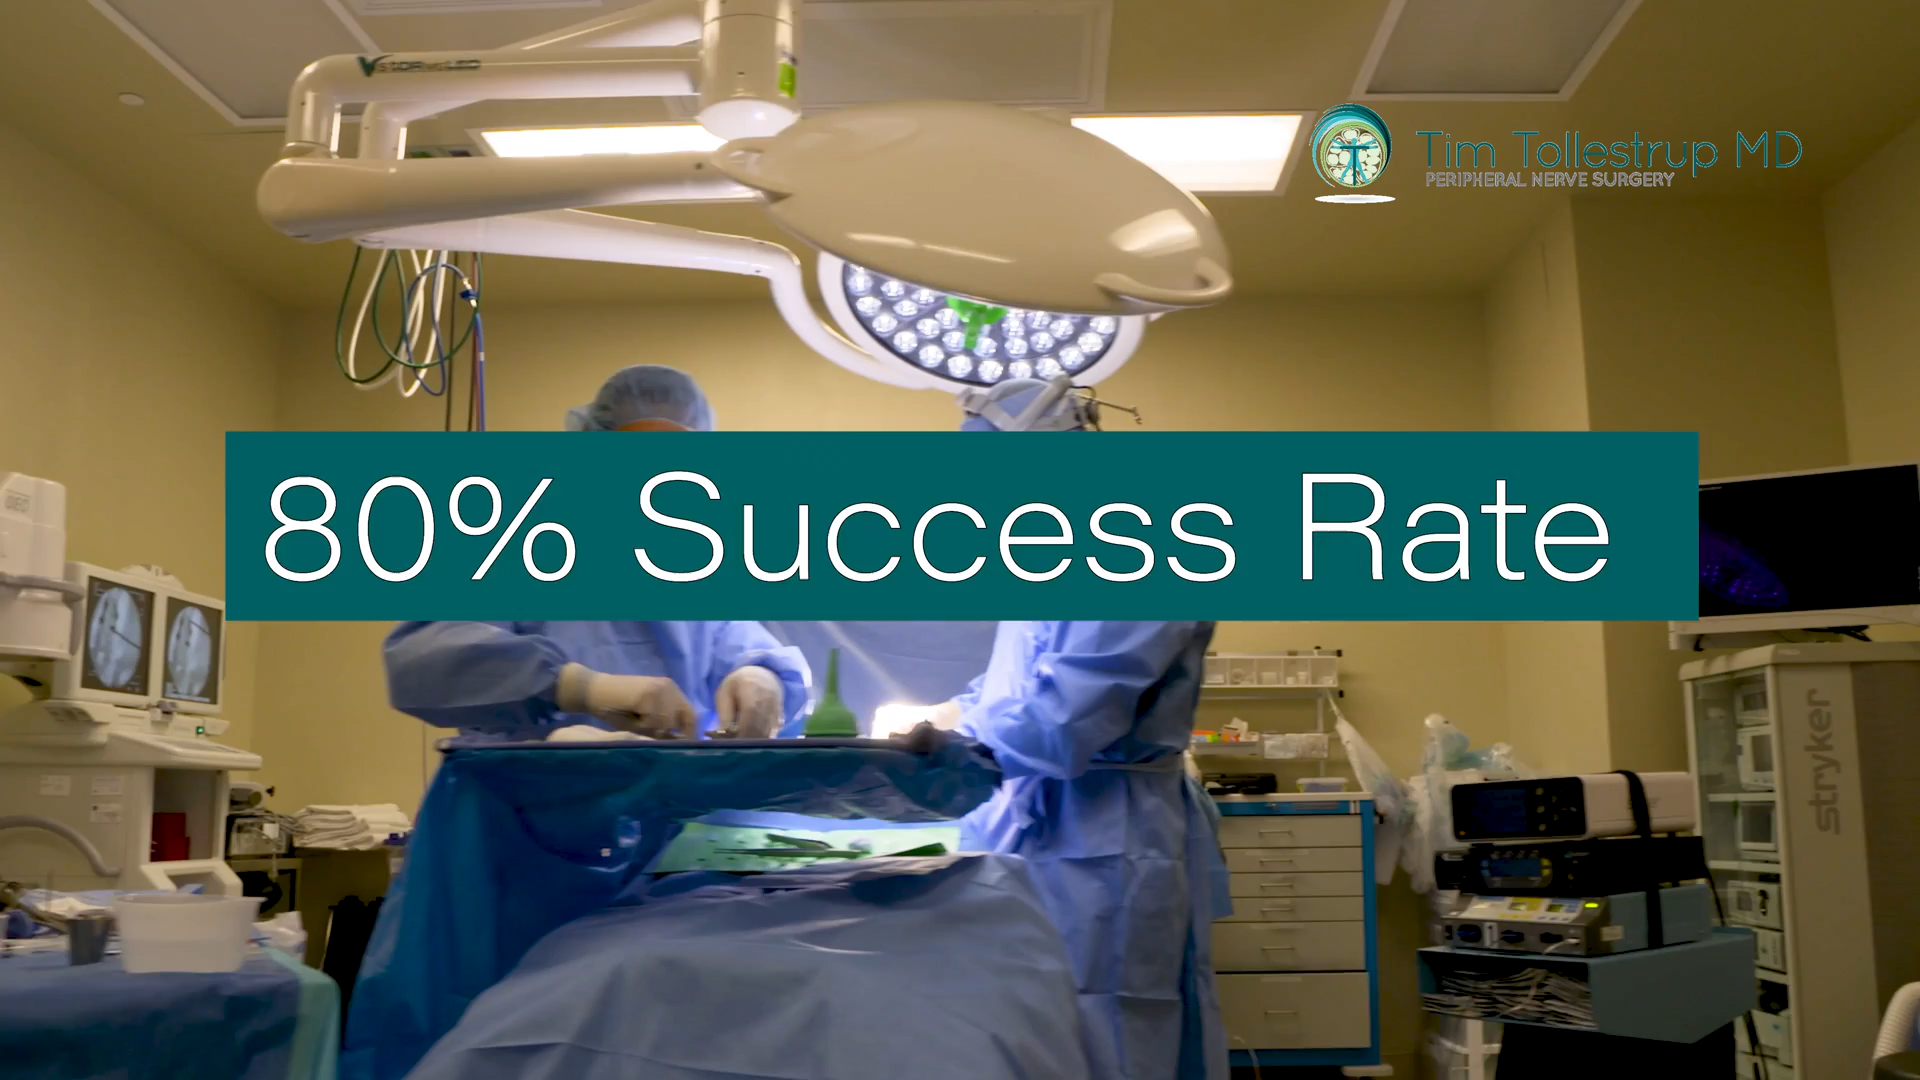 Tim Tollestrup MD
PERIPHERAL NERVE SURGERY
80% Success Rate
stryker